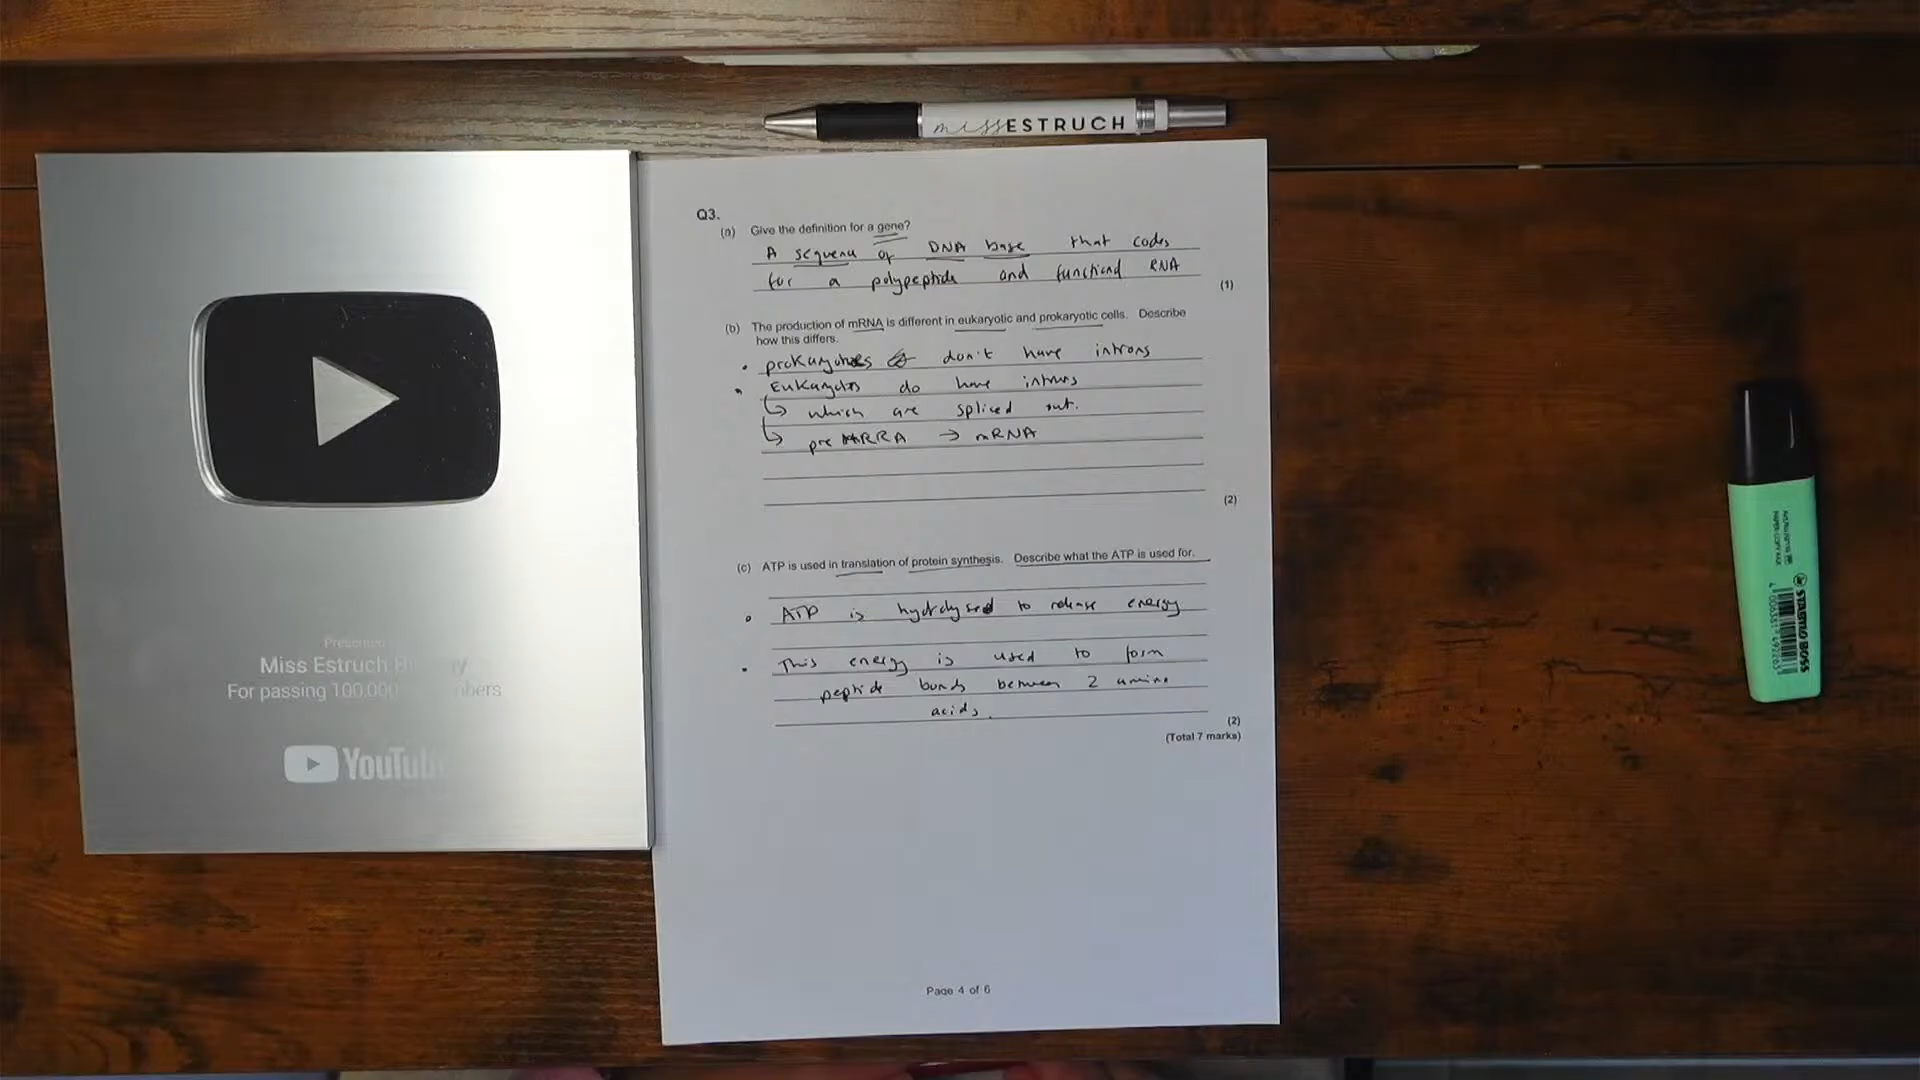 miss ESTRUCH
Presented
Miss Estruch
For passing 100,000
YouTube
Q3.
(a) Give the definition for a gene?
A sequence of DNA base that codes
for a polypeptide and functional RNA
(1)
(b) The production of mRNA is different in eukaryotic and prokaryotic cells. Describe
how this differs.
• prokaryotes don't have introns
• Eukaryotes do have introns
↳ which are spliced out.
↳ pre → mRNA
(2)
(c) ATP is used in translation of protein synthesis. Describe what the ATP is used for.
• ATP is hydrolysed to release energy
• This energy is used to form
peptide bonds between 2 amino
acids.
(2)
(Total 7 marks)
Page 4 of 6
STABILO BOSS